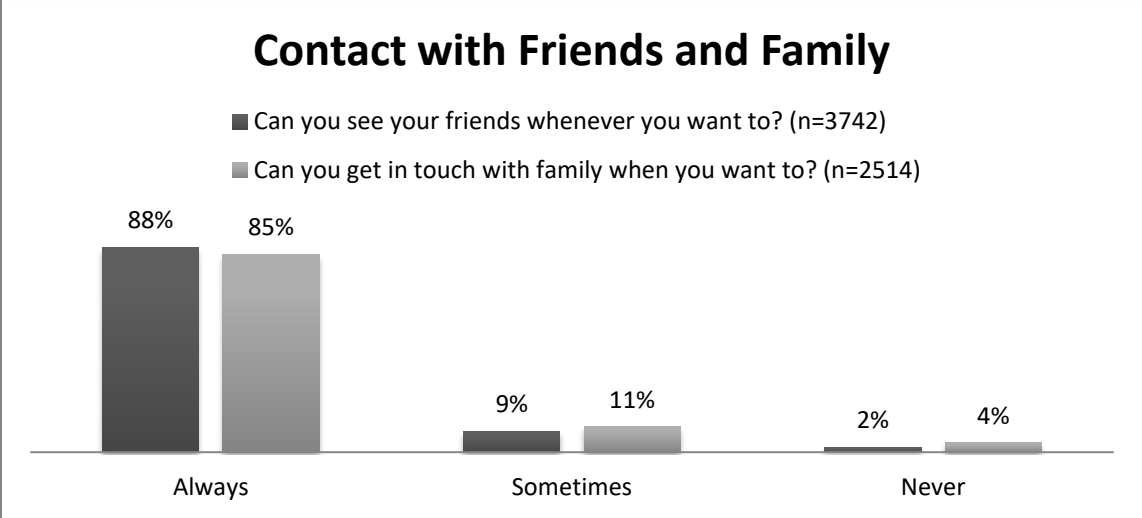 Contact with Friends and Family
Can you see your friends whenever you want to? (n=3742)
Can you get in touch with family when you want to? (n=2514)
88%
85%
9%
11%
2%
4%
Always
Sometimes
Never